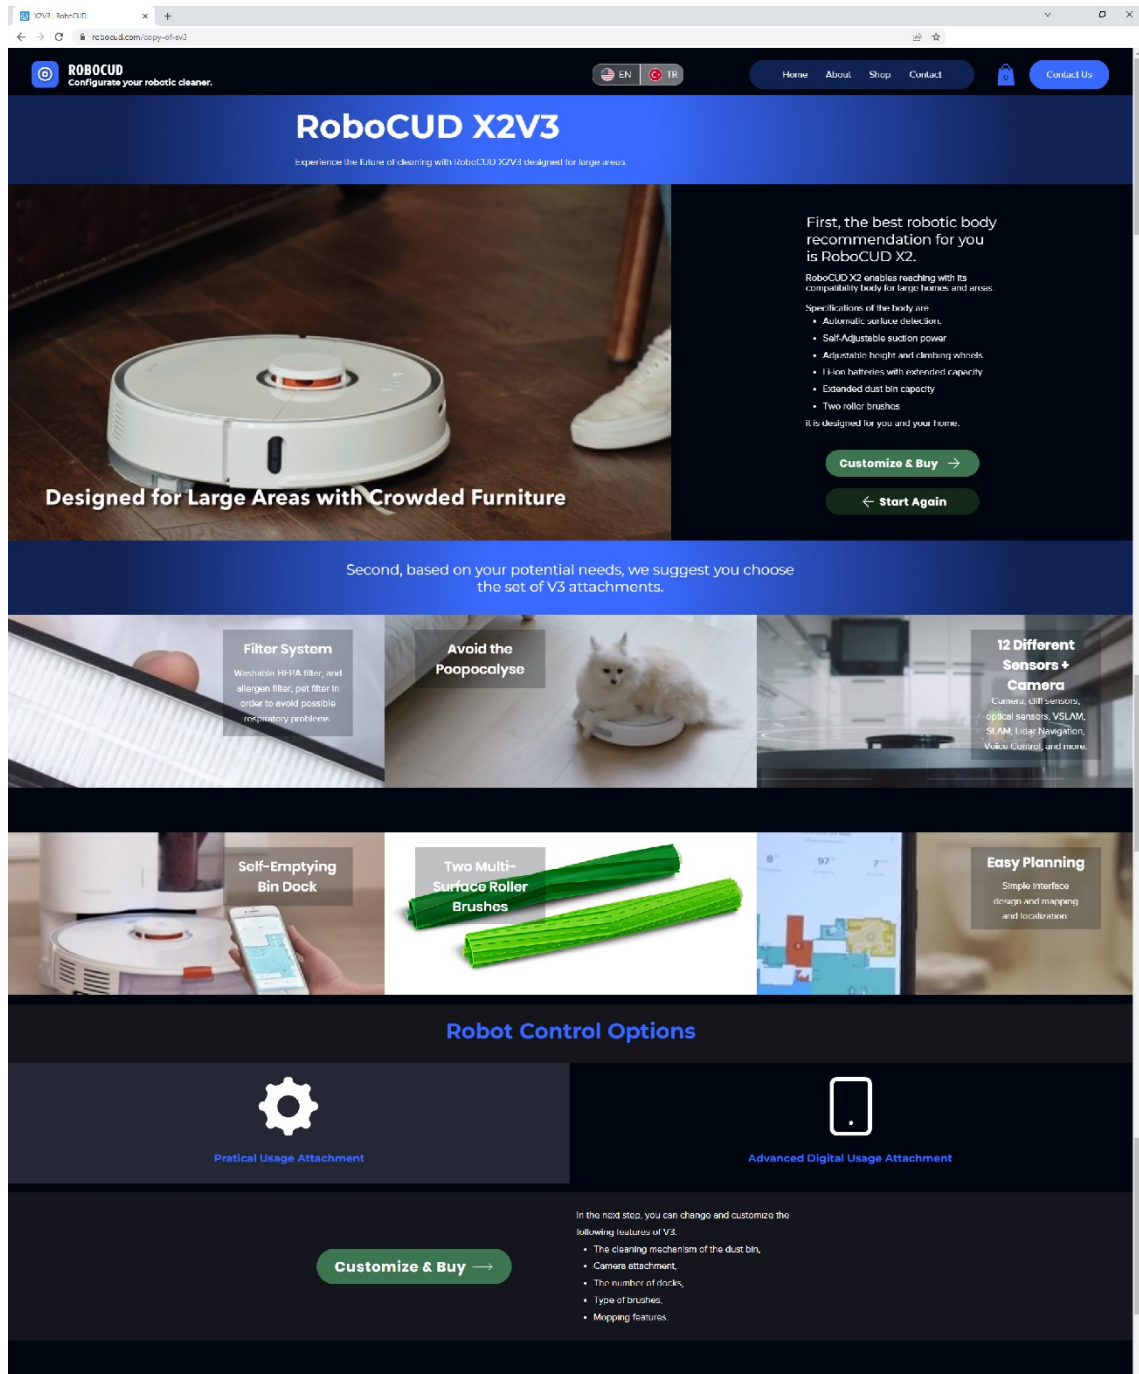 X2V3 | RoboCUD
robocud.com/copy-of-sv3
ROBOCUD
Configurate your robotic cleaner.
EN
TR
Home
About
Shop
Contact
0
Contact Us
RoboCUD X2V3
Experience the future of cleaning with RoboCUD X2V3 designed for large areas.
Designed for Large Areas with Crowded Furniture
First, the best robotic body
recommendation for you
is RoboCUD X2.
RoboCUD X2 enables reaching with its
compatibility body for large homes and areas.
Specifications of the body are
• Automatic surface detection.
• Self-Adjustable suction power
• Adjustable height and climbing wheels
• Li-ion batteries with extended capacity
• Extended dust bin capacity
• Two roller brushes
it is designed for you and your home.
Customize & Buy →
← Start Again
Second, based on your potential needs, we suggest you choose
the set of V3 attachments.
Filter System
Washable HEPA filter, and
allergen filter, pet filter in
order to avoid possible
respiratory problems
Avoid the
Poopocalyse
12 Different
Sensors +
Camera
Camera, cliff sensors,
optical sensors, VSLAM,
SLAM, Lidar Navigation,
Voice Control, and more.
Self-Emptying
Bin Dock
Two Multi-
Surface Roller
Brushes
8
97
7
Easy Planning
Simple Interface
design and mapping
and localization
Robot Control Options
Pratical Usage Attachment
Advanced Digital Usage Attachment
Customize & Buy →
In the next step, you can change and customize the
following features of V3.
• The cleaning mechanism of the dust bin,
• Camera attachment,
• The number of docks,
• Type of brushes,
• Mopping features.